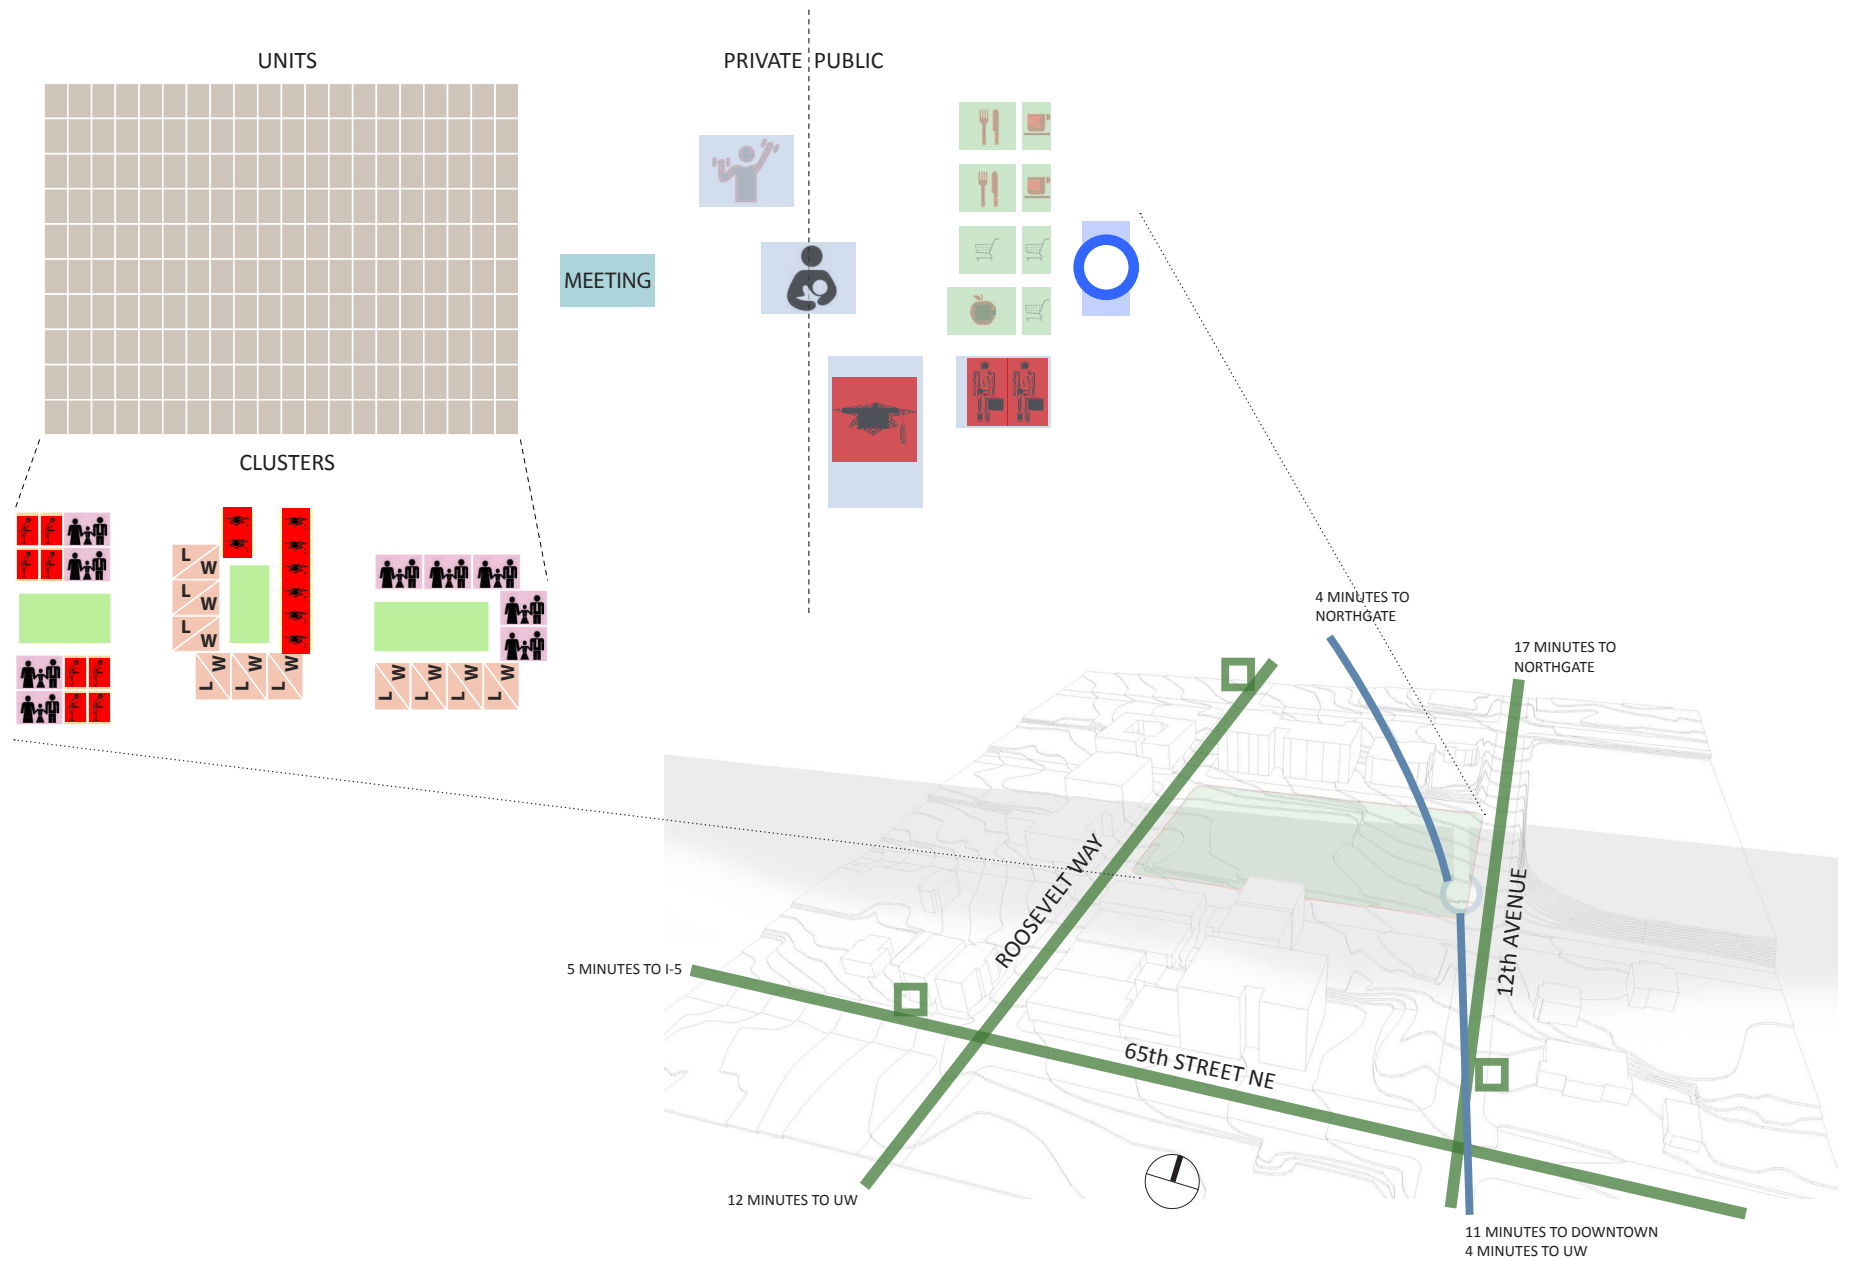 UNITS
PRIVATE
PUBLIC
MEETING
CLUSTERS
L
W
L
W
L
W
L
W
L
W
L
W
L
W
L
W
L
W
L
W
4 MINUTES TO
NORTHGATE
17 MINUTES TO
NORTHGATE
ROOSEVELT WAY
12th AVENUE
5 MINUTES TO I-5
65th STREET NE
12 MINUTES TO UW
11 MINUTES TO DOWNTOWN
4 MINUTES TO UW